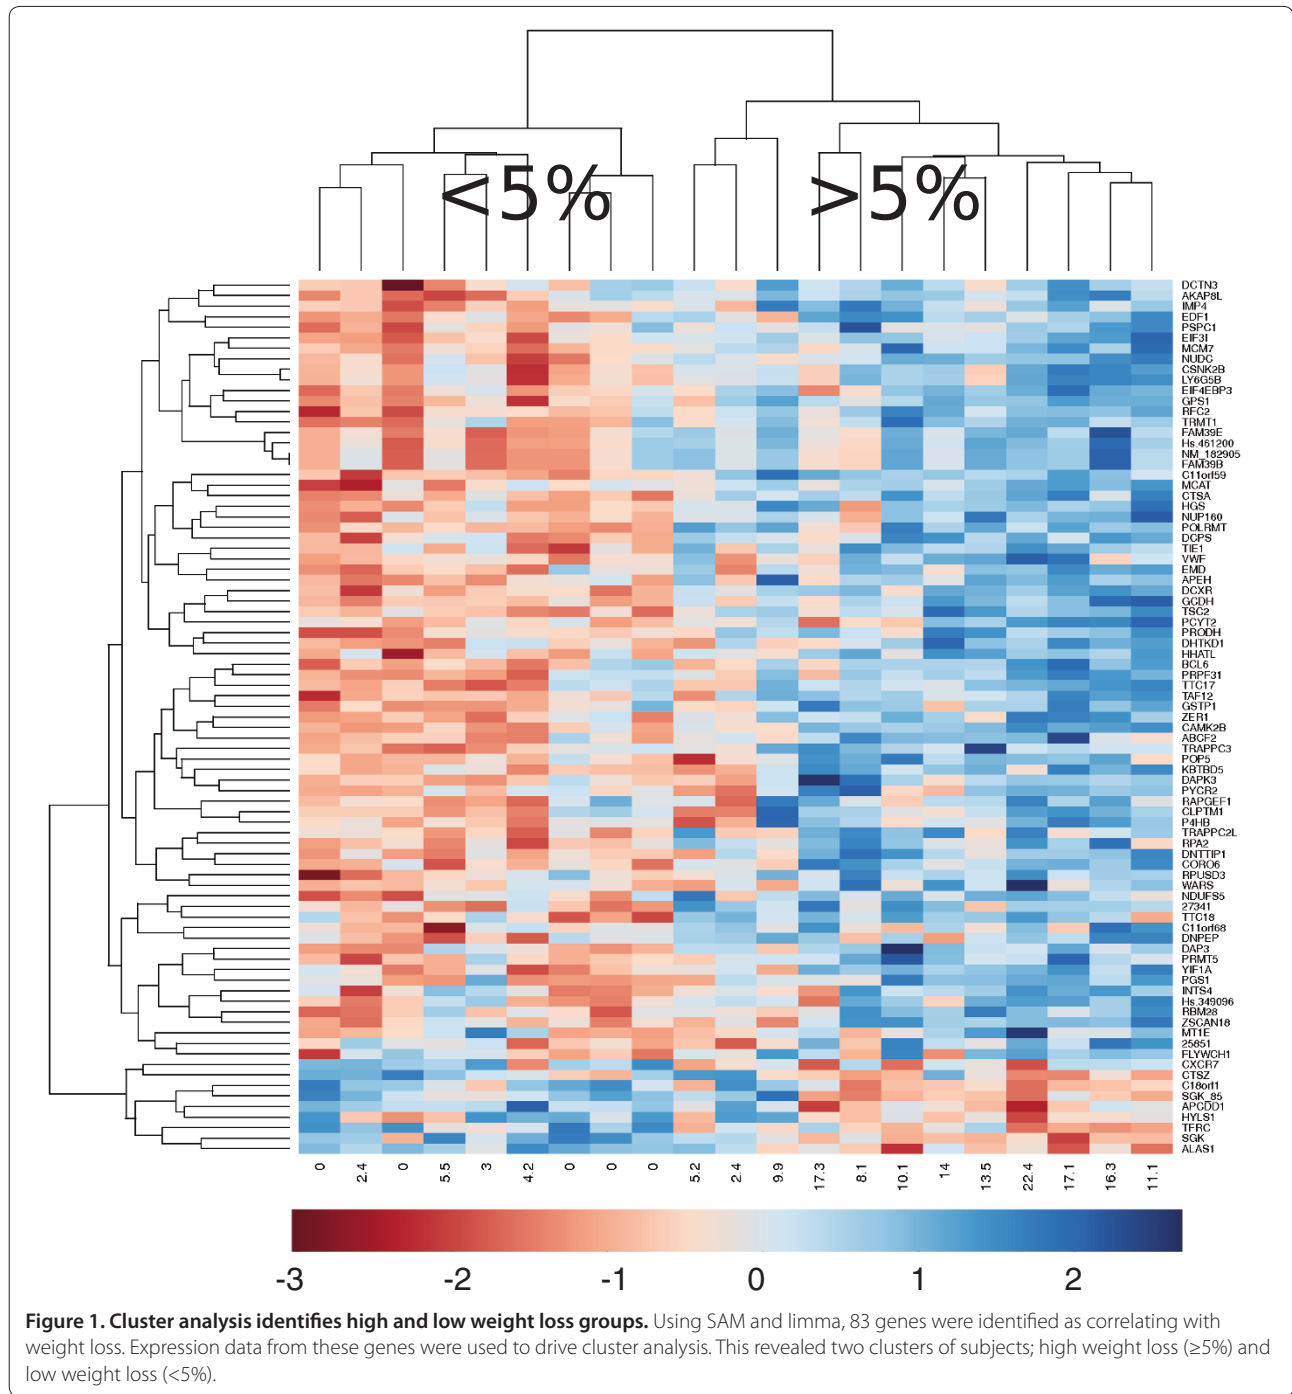 <5%
>5%
DCTN3
AKAP8L
IMP4
EDF1
PSPC1
EIF3I
MCM7
NUDC
CSNK2B
LY6G5B
EIF4EBP3
GPS1
RFC2
TRMT1
FAM39E
Hs.461200
NM_182905
FAM39B
C11orf59
MCAT
CTSA
HGS
NUP160
POLRMT
DCPS
TIE1
VWF
EMD
APEH
DCXR
GCDH
TSC2
PCYT2
PRODH
DHTKD1
HHATL
BCL6
PRPF31
TTC17
TAF12
GSTP1
ZER1
CAMK2B
ABCF2
TRAPPC3
POP5
KBTBD5
DAPK3
PYCR2
RAPGEF1
CLPTM1
P4HB
TRAPPC2L
RPA2
DNTTIP1
CORO6
RPUSD3
WARS
NDUFS5
27341
TTC18
C11orf68
DNPEP
DAP3
PRMT5
YIF1A
PGS1
INTS4
Hs.349096
RBM28
ZSCAN18
MT1E
25851
FLYWCH1
CXCR7
CTSZ
C18orf1
SGK_85
APCDD1
HYLS1
TFRC
SGK
ALAS1
0 2.4 0 5.5 3 4.2 0 0 0 5.2 2.4 9.9 17.3 8.1 10.1 14 13.5 22.4 17.1 16.3 11.1
-3 -2 -1 0 1 2
Figure 1. Cluster analysis identifies high and low weight loss groups. Using SAM and limma, 83 genes were identified as correlating with
weight loss. Expression data from these genes were used to drive cluster analysis. This revealed two clusters of subjects; high weight loss (≥5%) and
low weight loss (<5%).